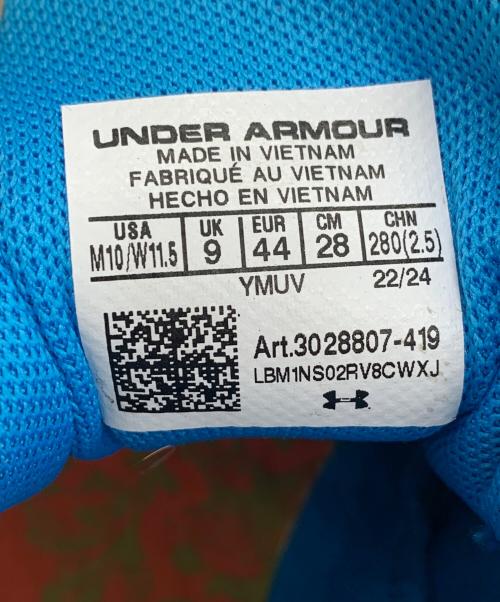 UNDER ARMOUR
MADE IN VIETNAM
FABRIQUÉ AU VIETNAM
HECHO EN VIETNAM
USA UK EUR CM CHN
M10/W11.5 9 44 28 280(2.5)
YMUV 22/24
Art.3028807-419
LBM1NS02RV8CWXJ